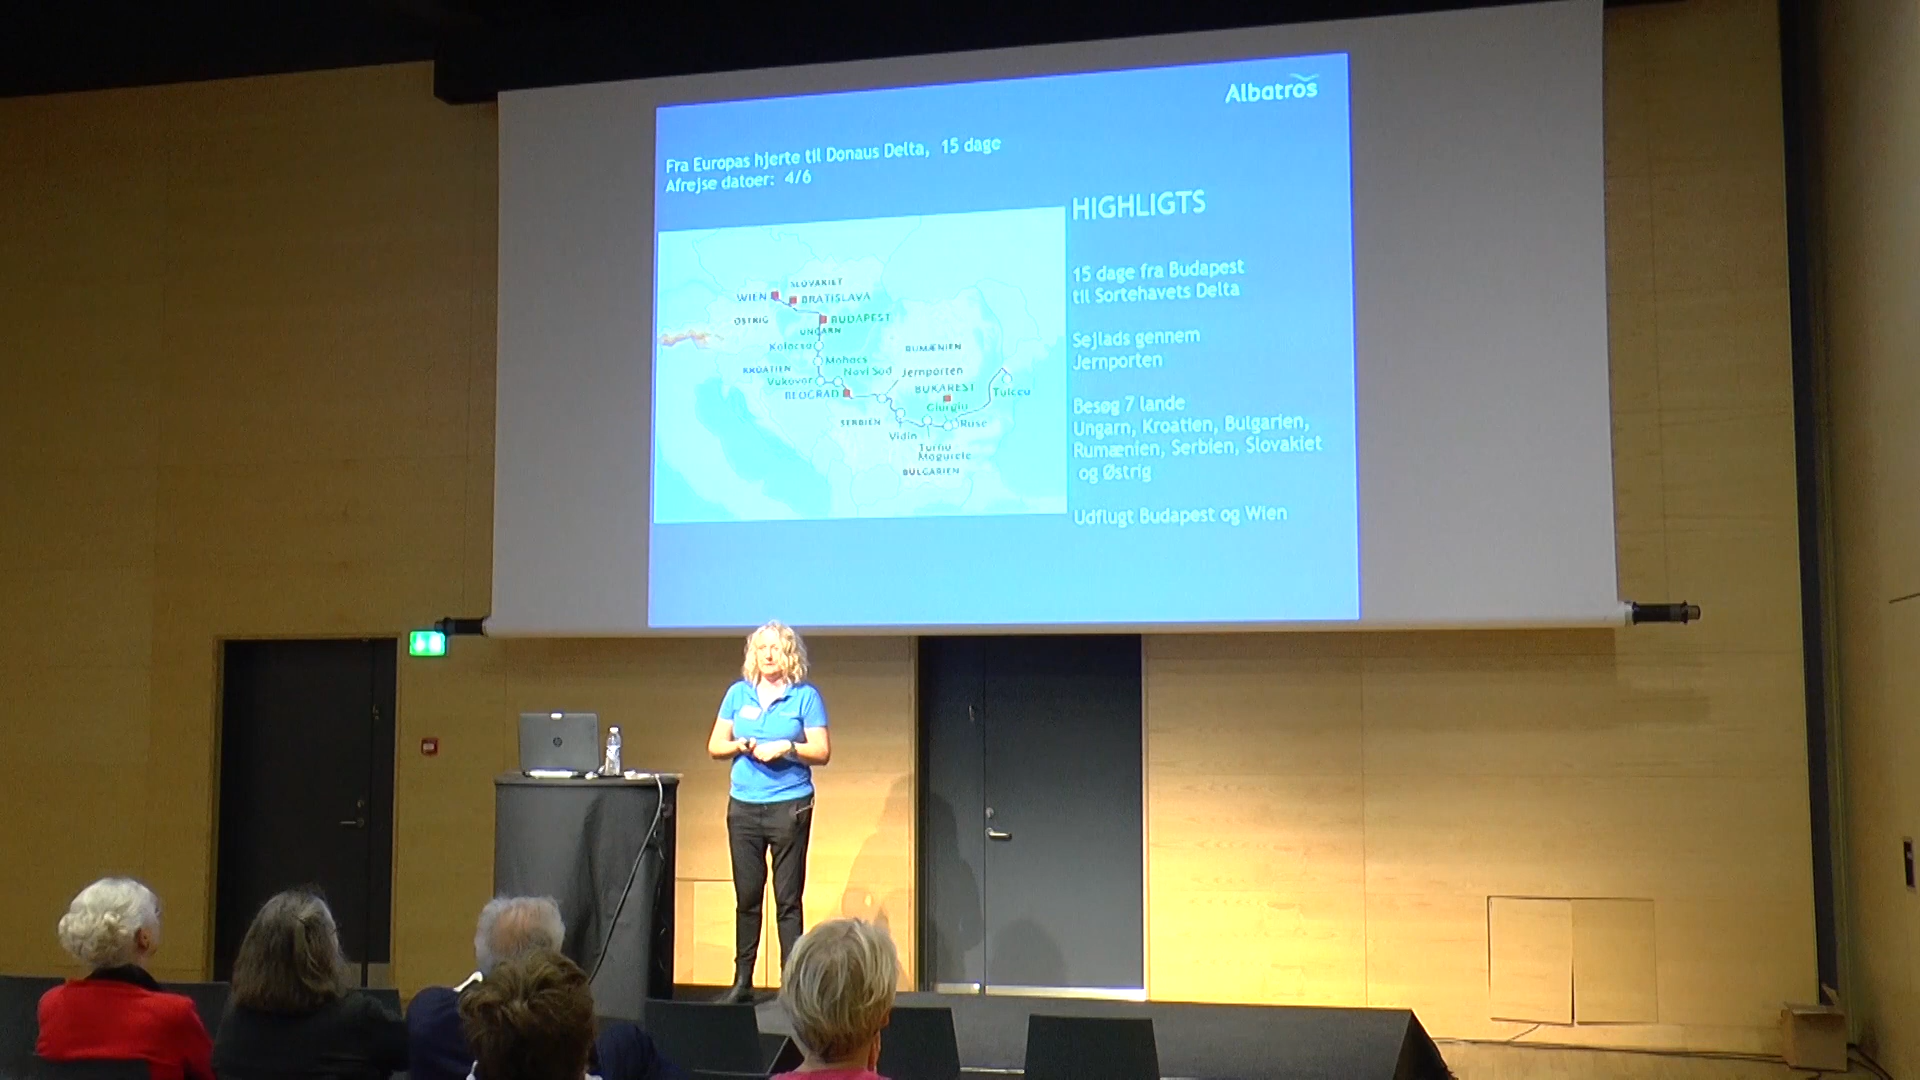 Albatros
Fra Europas hjerte til Donaus Delta, 15 dage
Afrejse datoer: 4/6
HIGHLIGTS
15 dage fra Budapest
til Sortehavets Delta
Sejlads gennem
Jernporten
Besøg 7 lande
Ungarn, Kroatien, Bulgarien,
Rumænien, Serbien, Slovakiet
og Østrig
Udflugt Budapest og Wien
SLOVAKIET
WIEN
BRATISLAVA
ØSTRIG
BUDAPEST
UNGARN
Kalocsa
RUMÆNIEN
Mohacs
KROATIEN
Novi Sad
Jernporten
Vukovar
BUKAREST
BEOGRAD
Tulcea
Giurgiu
SERBIEN
Ruse
Vidin
Turnu
Magurele
BULGARIEN
hp